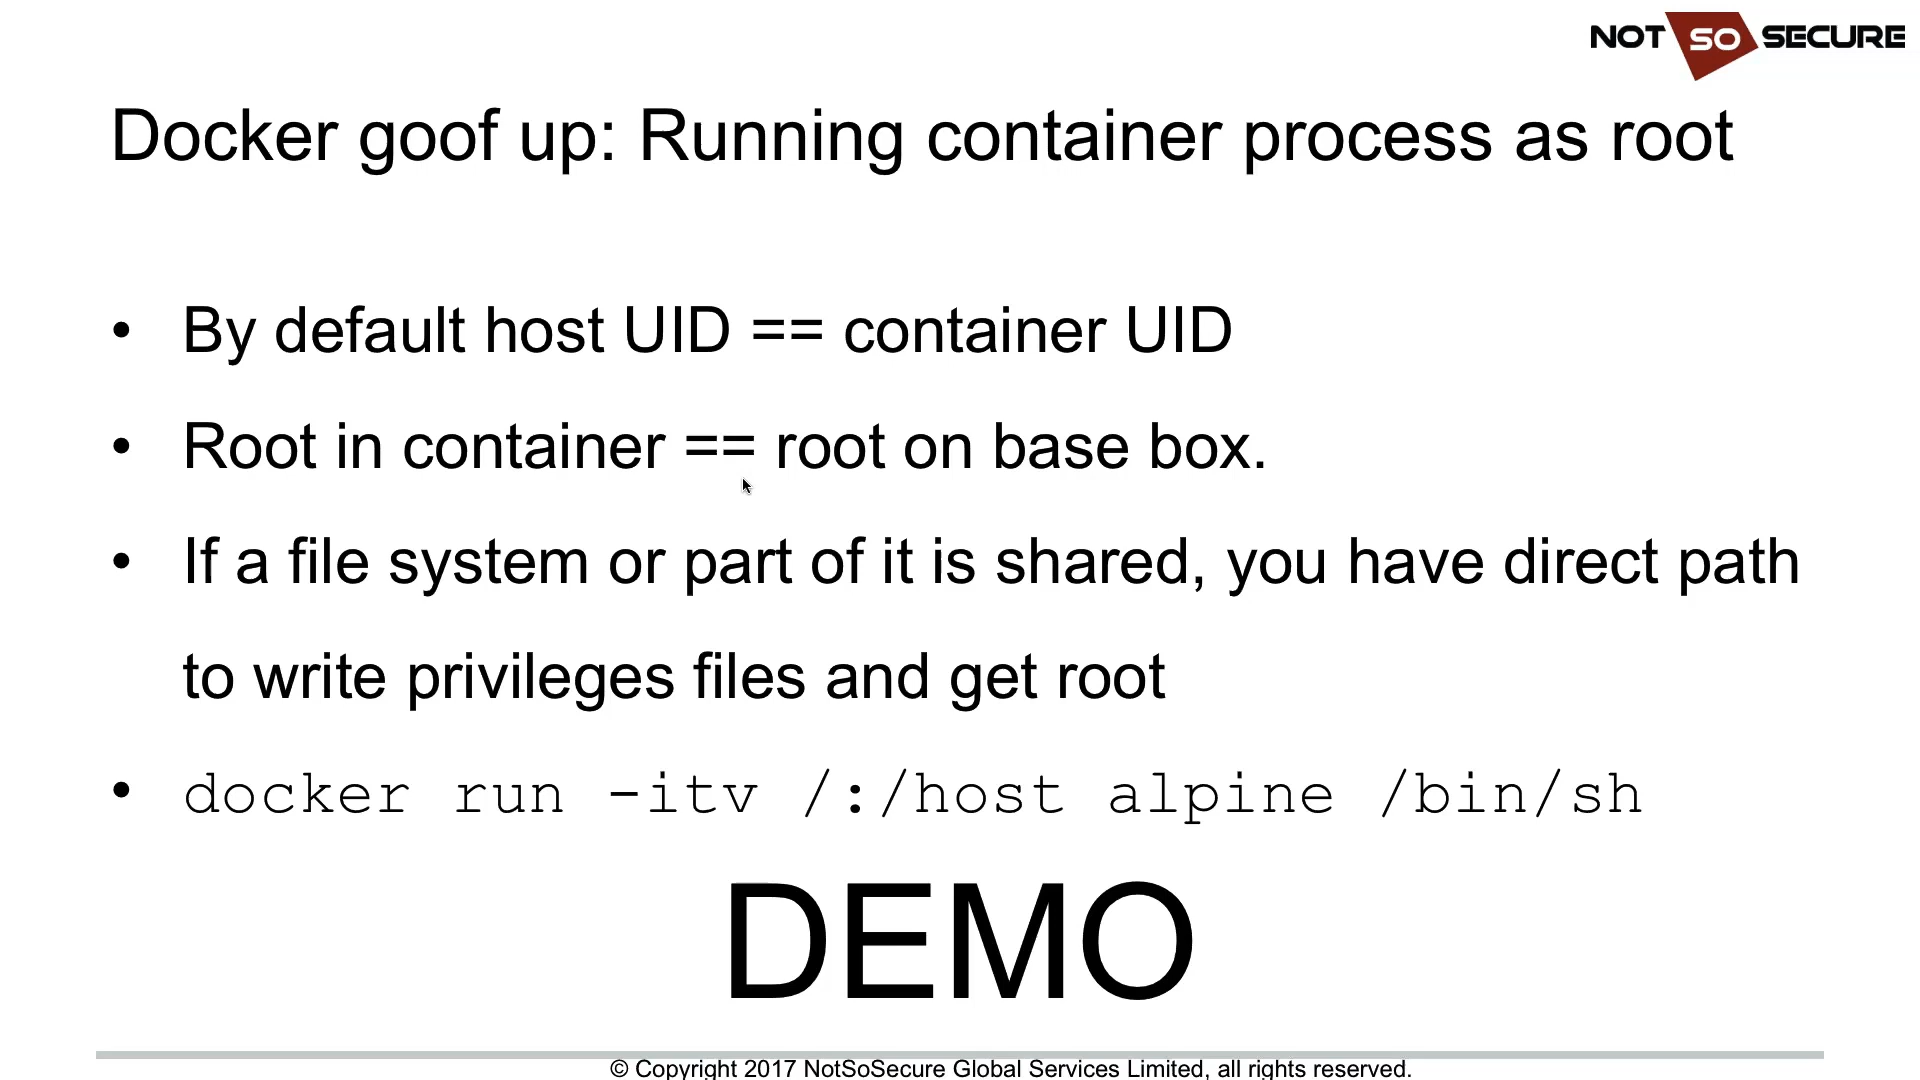 NOT SO SECURE
Docker goof up: Running container process as root
• By default host UID == container UID
• Root in container == root on base box.
• If a file system or part of it is shared, you have direct path
to write privileges files and get root
• docker run -itv /:/host alpine /bin/sh
DEMO
© Copyright 2017 NotSoSecure Global Services Limited, all rights reserved.